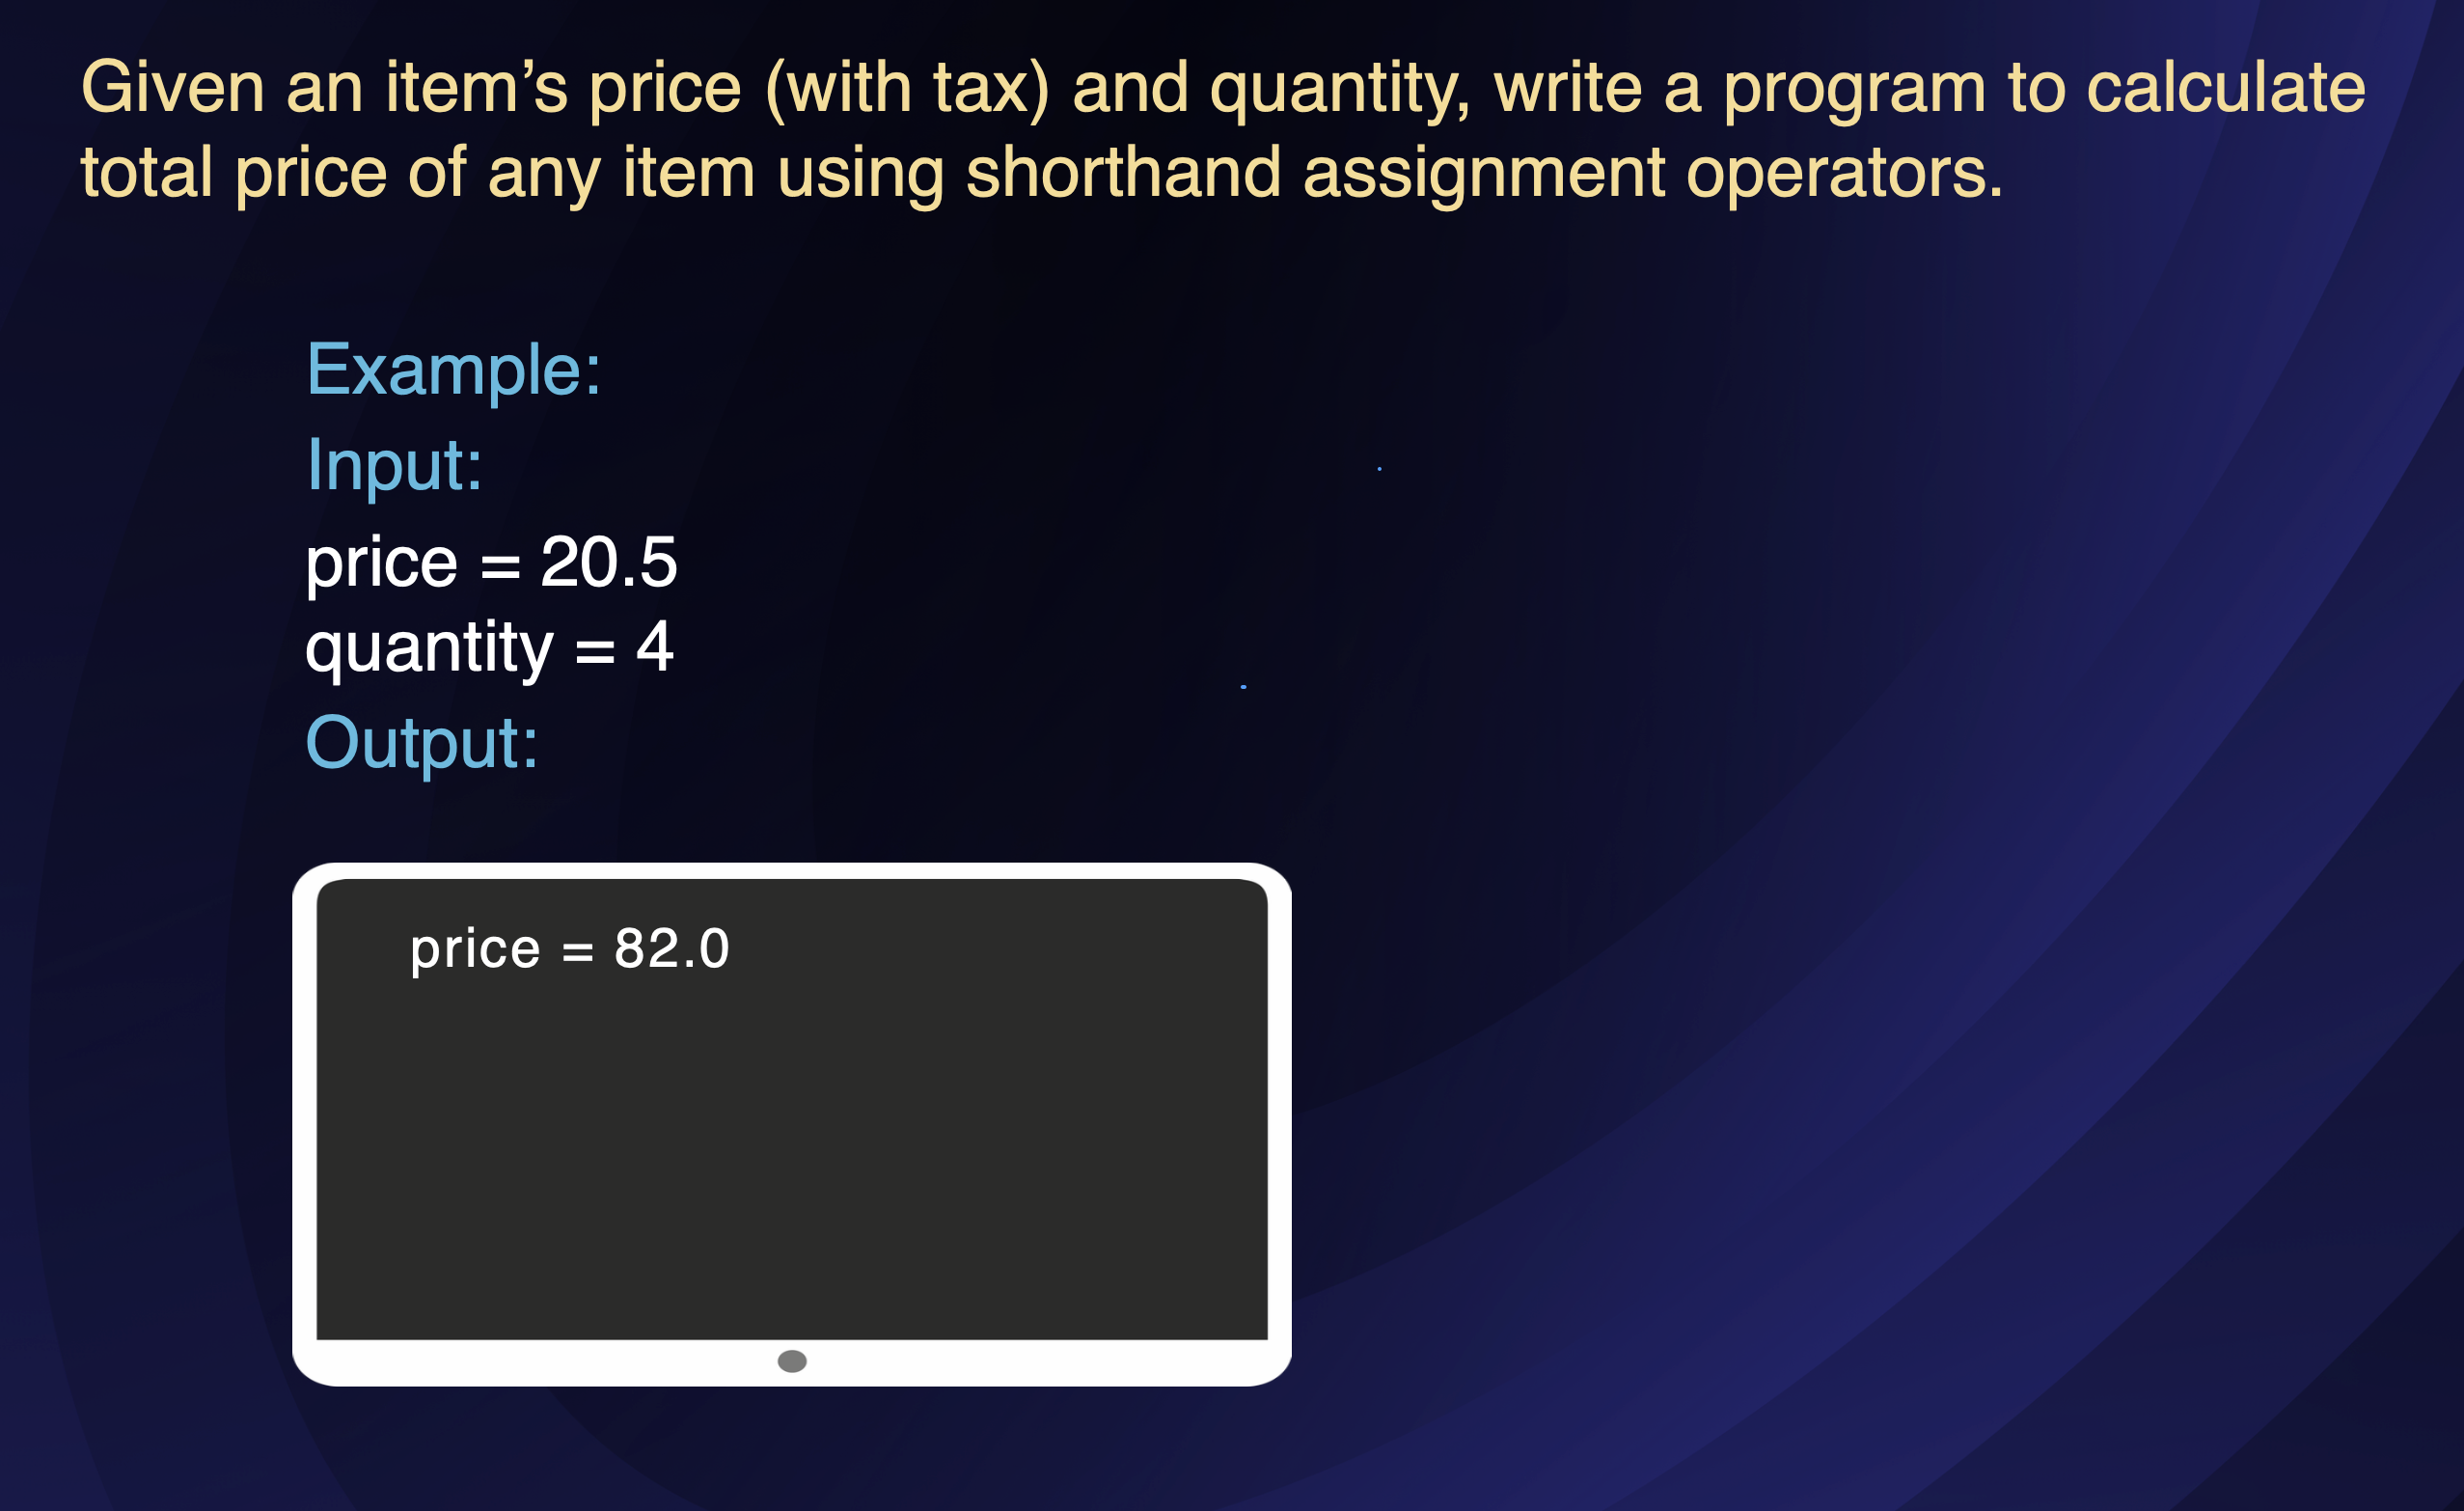 Given an item’s price (with tax) and quantity, write a program to calculate
total price of any item using shorthand assignment operators.
Example:
Input:
price = 20.5
quantity = 4
Output:
price = 82.0